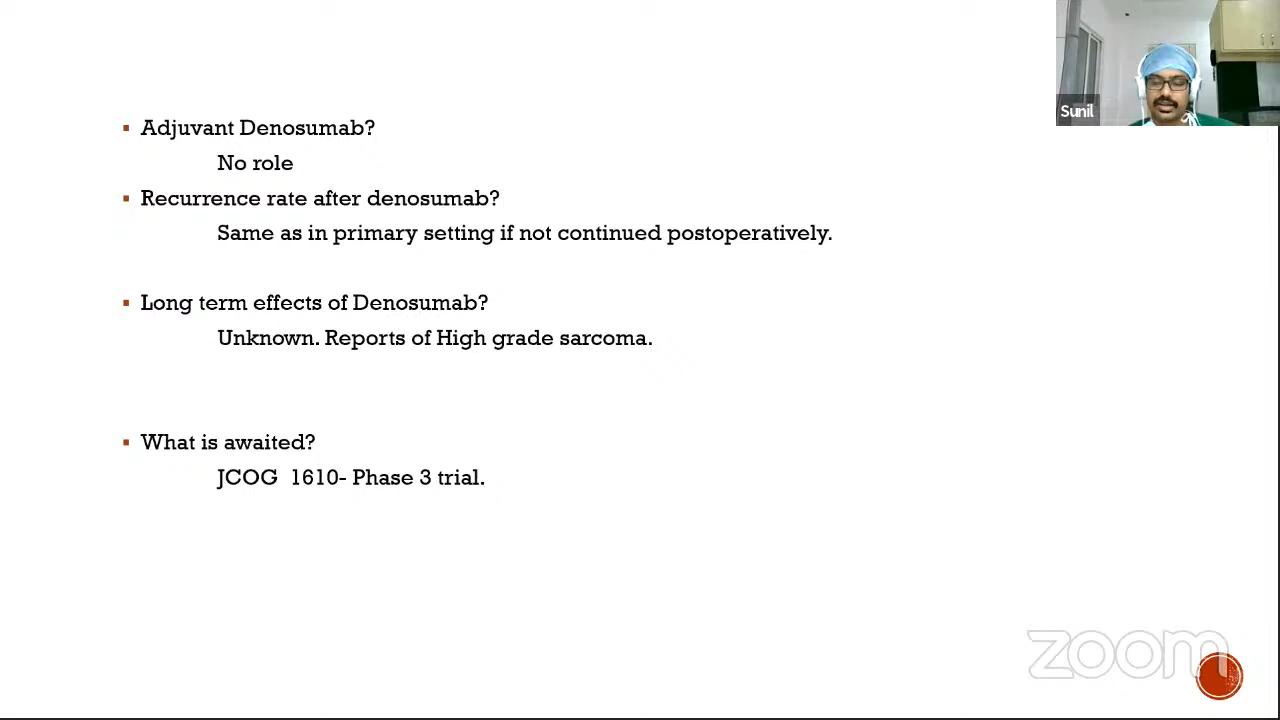 Sunil
Adjuvant Denosumab?
No role
Recurrence rate after denosumab?
Same as in primary setting if not continued postoperatively.
Long term effects of Denosumab?
Unknown. Reports of High grade sarcoma.
What is awaited?
JCOG 1610- Phase 3 trial.
zoom